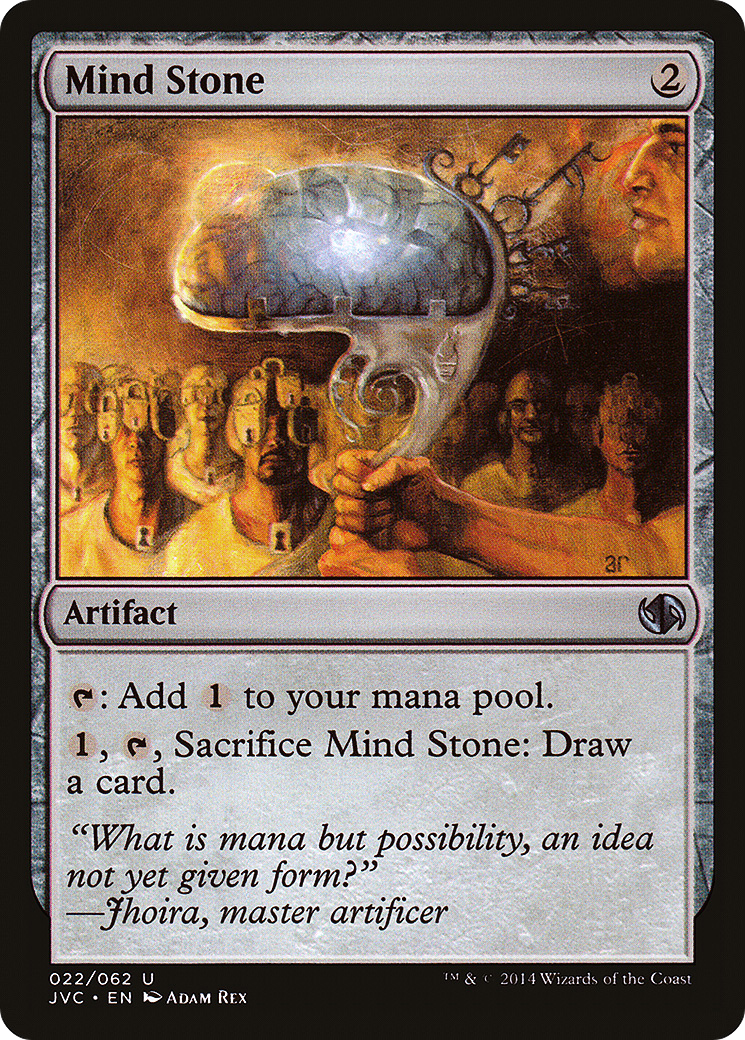 Mind Stone 2
ar
Artifact
: Add 1 to your mana pool.
1, , Sacrifice Mind Stone: Draw
a card.
“What is mana but possibility, an idea
not yet given form?”
—Jhoira, master artificer
022/062 U
™ & © 2014 Wizards of the Coast
JVC • EN Adam Rex